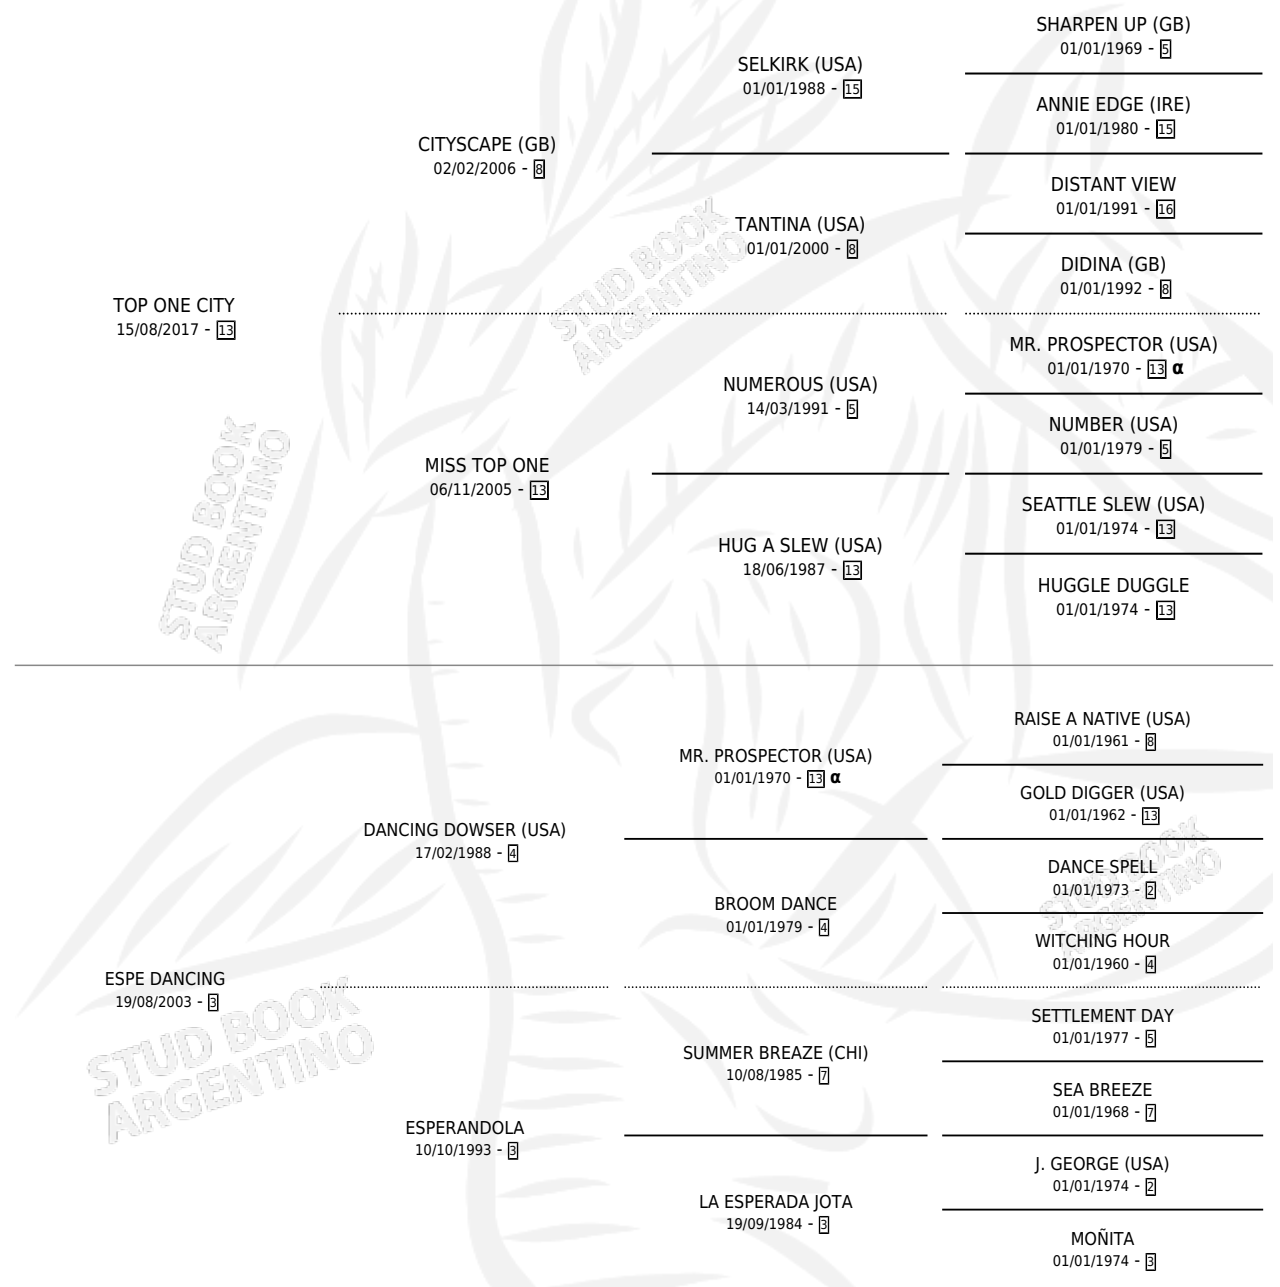 SHARPEN UP (GB)
01/01/1969 - 5
SELKIRK (USA)
01/01/1988 - 15
ANNIE EDGE (IRE)
01/01/1980 - 15
CITYSCAPE (GB)
02/02/2006 - 8
DISTANT VIEW
01/01/1991 - 16
TANTINA (USA)
01/01/2000 - 8
DIDINA (GB)
01/01/1992 - 8
TOP ONE CITY
15/08/2017 - 13
MR. PROSPECTOR (USA)
01/01/1970 - 13 α
NUMEROUS (USA)
14/03/1991 - 5
NUMBER (USA)
01/01/1979 - 5
MISS TOP ONE
06/11/2005 - 13
SEATTLE SLEW (USA)
01/01/1974 - 13
HUG A SLEW (USA)
18/06/1987 - 13
HUGGLE DUGGLE
01/01/1974 - 13
STUD BOOK
ARGENTINO
STUD BOOK
ARGENTINO
RAISE A NATIVE (USA)
01/01/1961 - 8
MR. PROSPECTOR (USA)
01/01/1970 - 13 α
GOLD DIGGER (USA)
01/01/1962 - 13
DANCING DOWSER (USA)
17/02/1988 - 4
DANCE SPELL
01/01/1973 - 2
BROOM DANCE
01/01/1979 - 4
WITCHING HOUR
01/01/1960 - 4
ESPE DANCING
19/08/2003 - 3
SETTLEMENT DAY
01/01/1977 - 5
SUMMER BREAZE (CHI)
10/08/1985 - 7
SEA BREEZE
01/01/1968 - 7
ESPERANDOLA
10/10/1993 - 3
J. GEORGE (USA)
01/01/1974 - 2
LA ESPERADA JOTA
19/09/1984 - 3
MOÑITA
01/01/1974 - 3
STUD BOOK
ARGENTINO
STUD BOOK
ARGENTINO